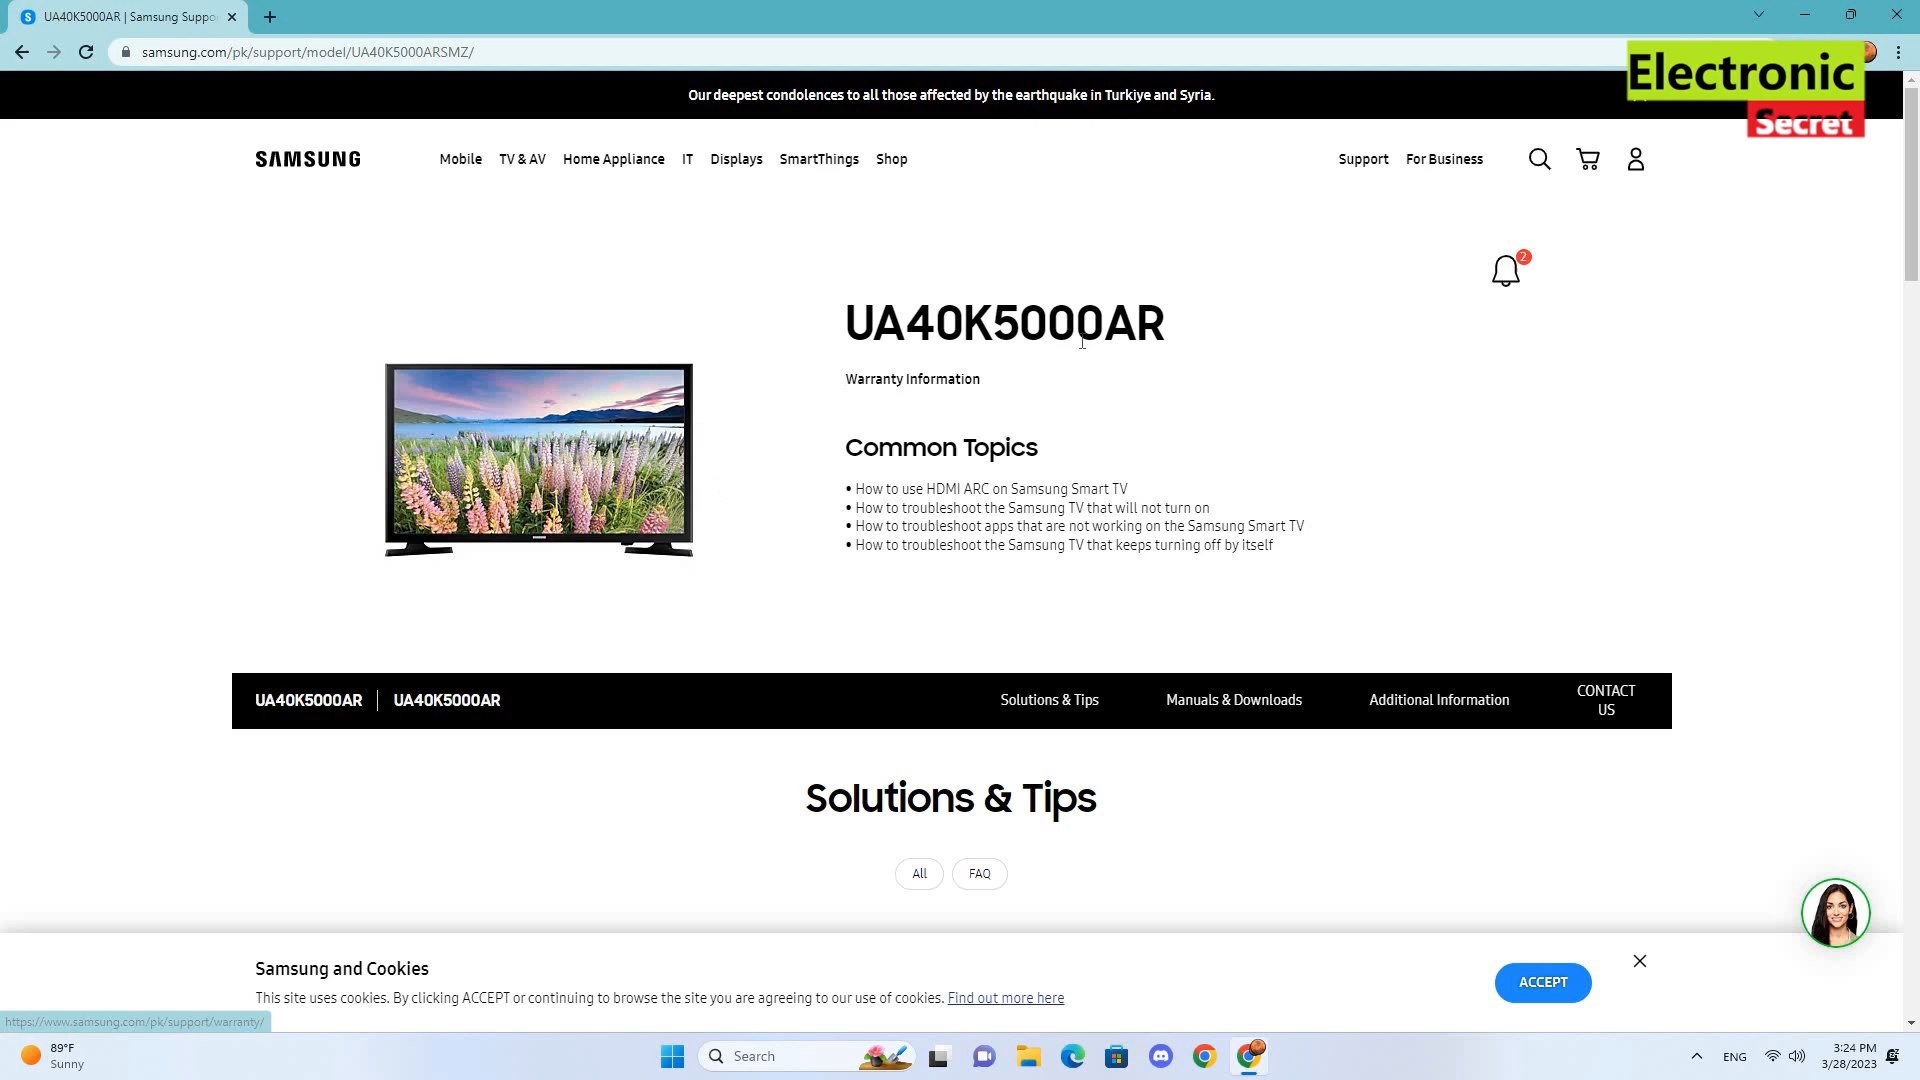 UA40K5000AR | Samsung Suppo
samsung.com/pk/support/model/UA40K5000ARSMZ/
Electronic
Secret
Our deepest condolences to all those affected by the earthquake in Turkiye and Syria.
SAMSUNG Mobile TV & AV Home Appliance IT Displays SmartThings Shop Support For Business
2
UA40K5000AR
Warranty Information
Common Topics
• How to use HDMI ARC on Samsung Smart TV
• How to troubleshoot the Samsung TV that will not turn on
• How to troubleshoot apps that are not working on the Samsung Smart TV
• How to troubleshoot the Samsung TV that keeps turning off by itself
UA40K5000AR | UA40K5000AR Solutions & Tips Manuals & Downloads Additional Information CONTACT
US
Solutions & Tips
All FAQ
Samsung and Cookies
This site uses cookies. By clicking ACCEPT or continuing to browse the site you are agreeing to our use of cookies. Find out more here
ACCEPT
https://www.samsung.com/pk/support/warranty/
89°F
Sunny
Search
ENG
3:24 PM
3/28/2023